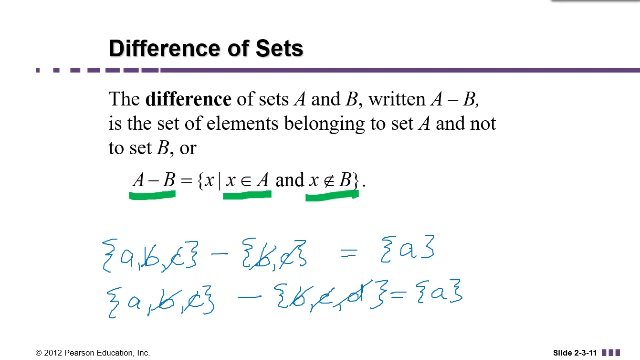 Difference of Sets
The difference of sets A and B, written A – B,
is the set of elements belonging to set A and not
to set B, or
A – B = {x | x ∈ A and x ∉ B}.
{a, b, c} – {b, c} = {a}
{a, b, c} – {b, c, d} = {a}
© 2012 Pearson Education, Inc.
Slide 2-3-11